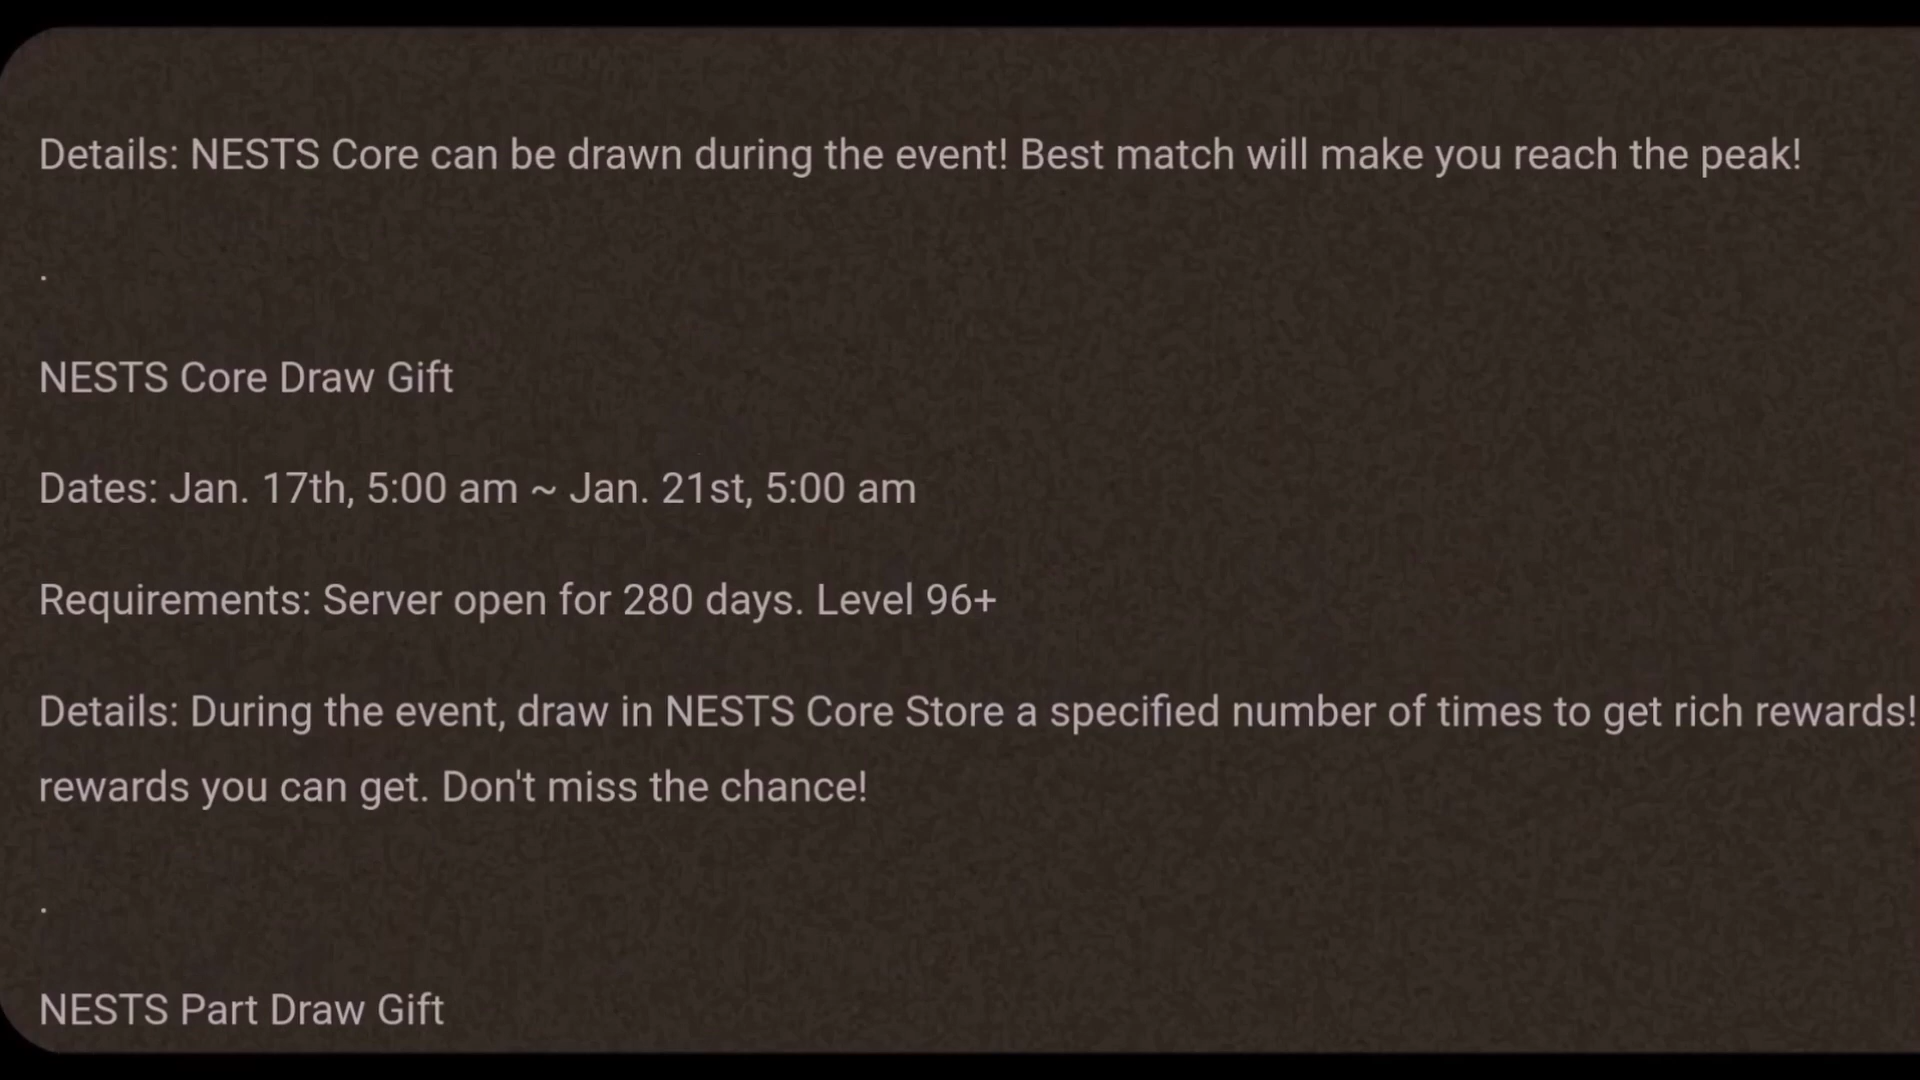 Details: NESTS Core can be drawn during the event! Best match will make you reach the peak!
.
NESTS Core Draw Gift
Dates: Jan. 17th, 5:00 am ~ Jan. 21st, 5:00 am
Requirements: Server open for 280 days. Level 96+
Details: During the event, draw in NESTS Core Store a specified number of times to get rich rewards!
rewards you can get. Don't miss the chance!
.
NESTS Part Draw Gift